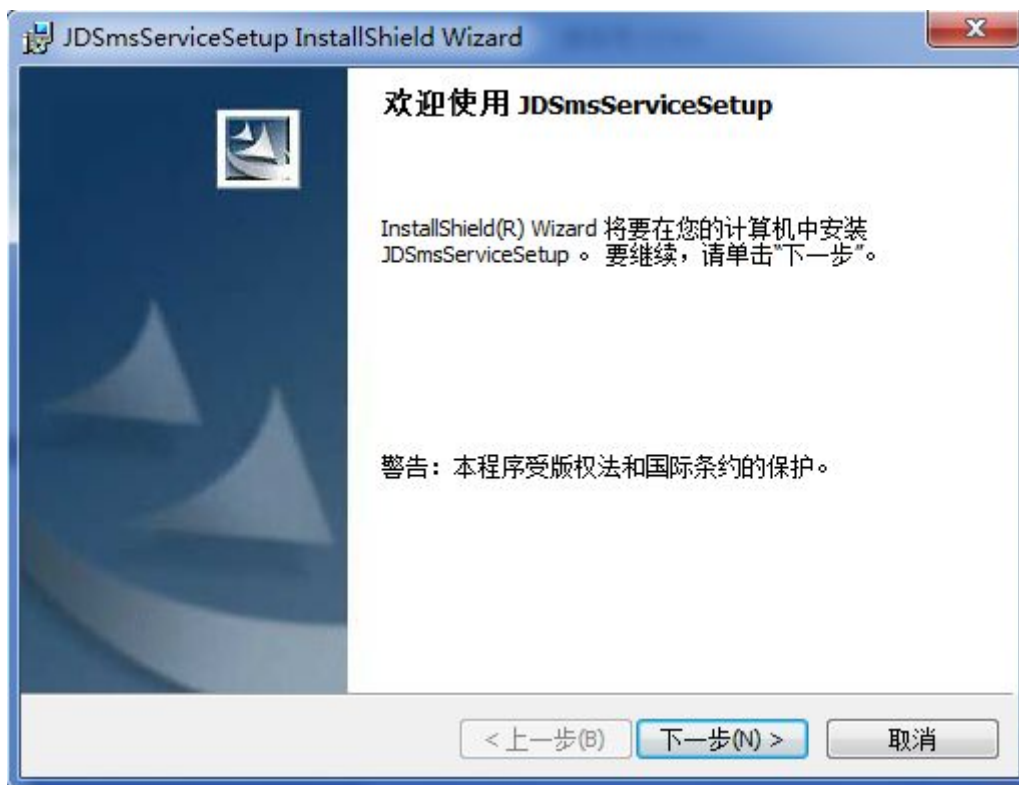 JDSmsServiceSetup InstallShield Wizard
欢迎使用 JDSmsServiceSetup
InstallShield(R) Wizard 将要在您的计算机中安装
JDSmsServiceSetup 。 要继续，请单击“下一步”。
警告：本程序受版权法和国际条约的保护。
<上一步(B)
下一步(N) >
取消